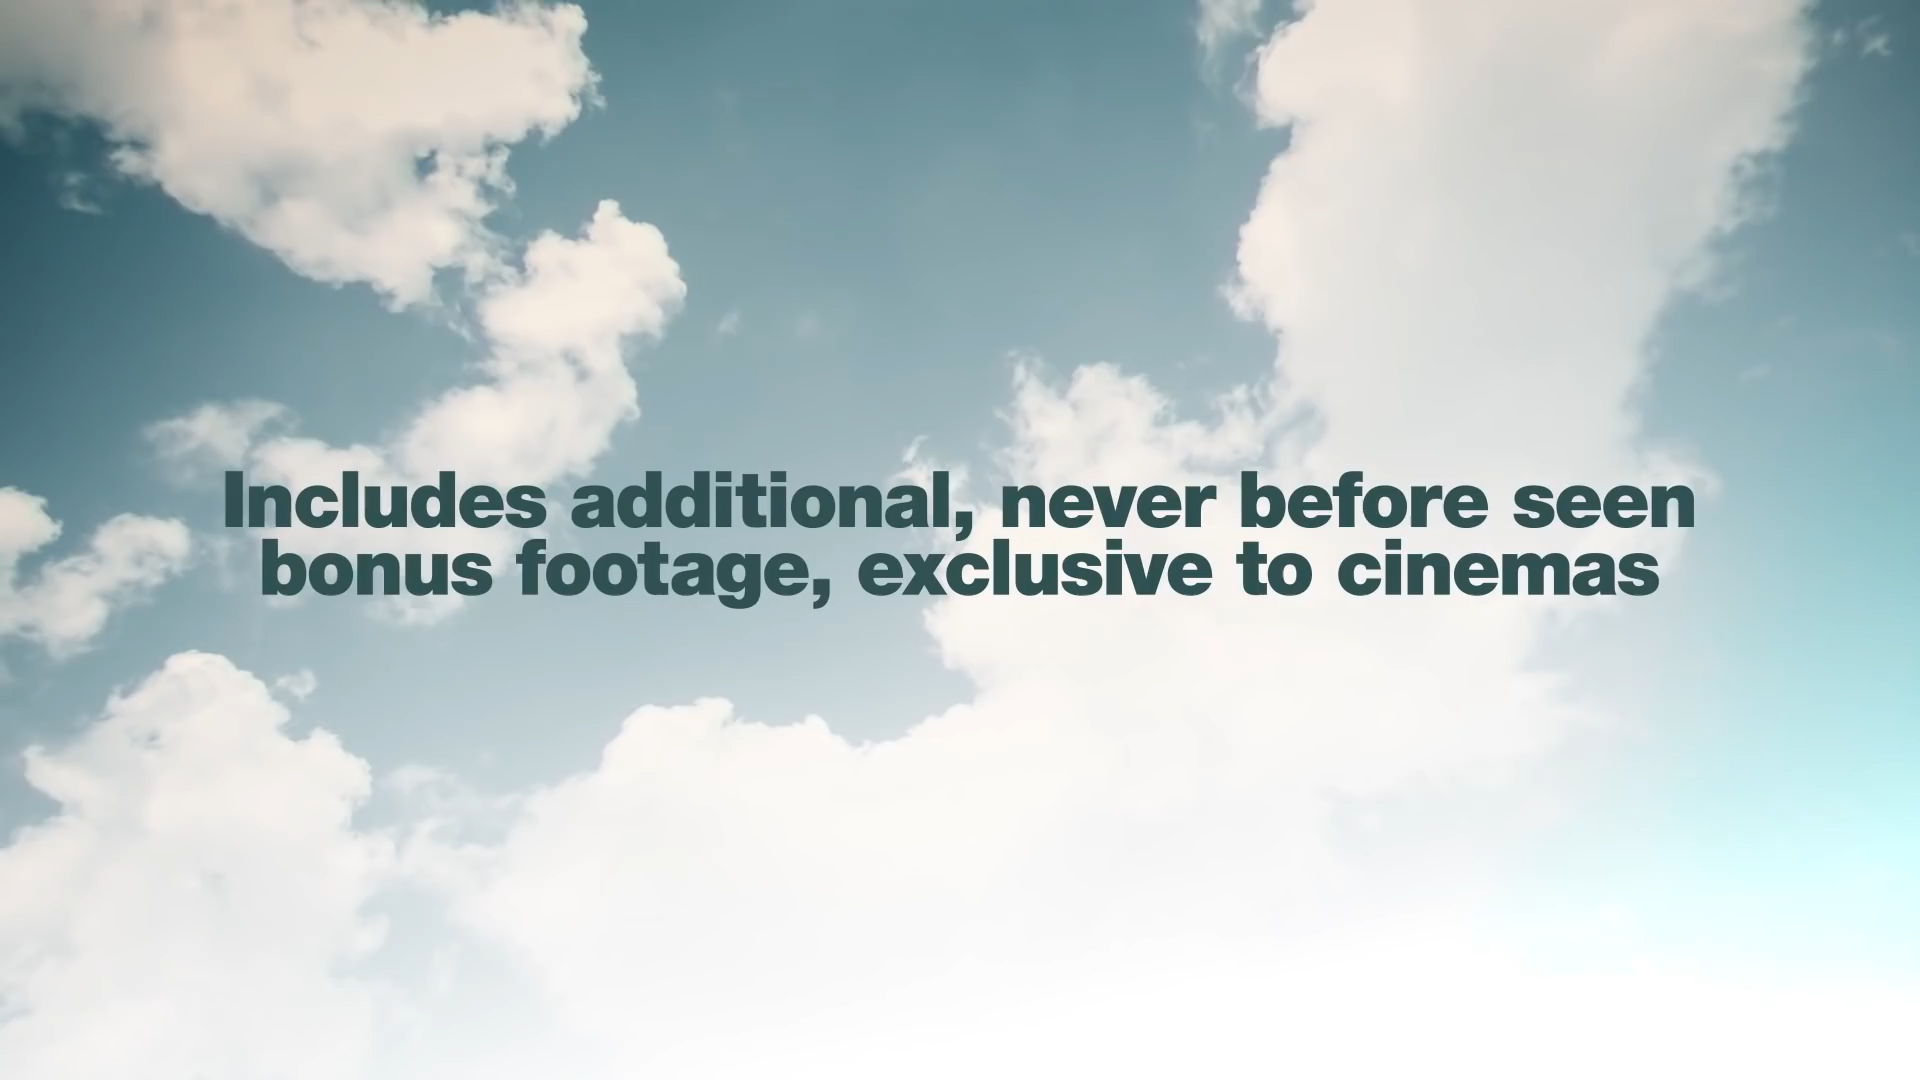 Includes additional, never before seen
bonus footage, exclusive to cinemas